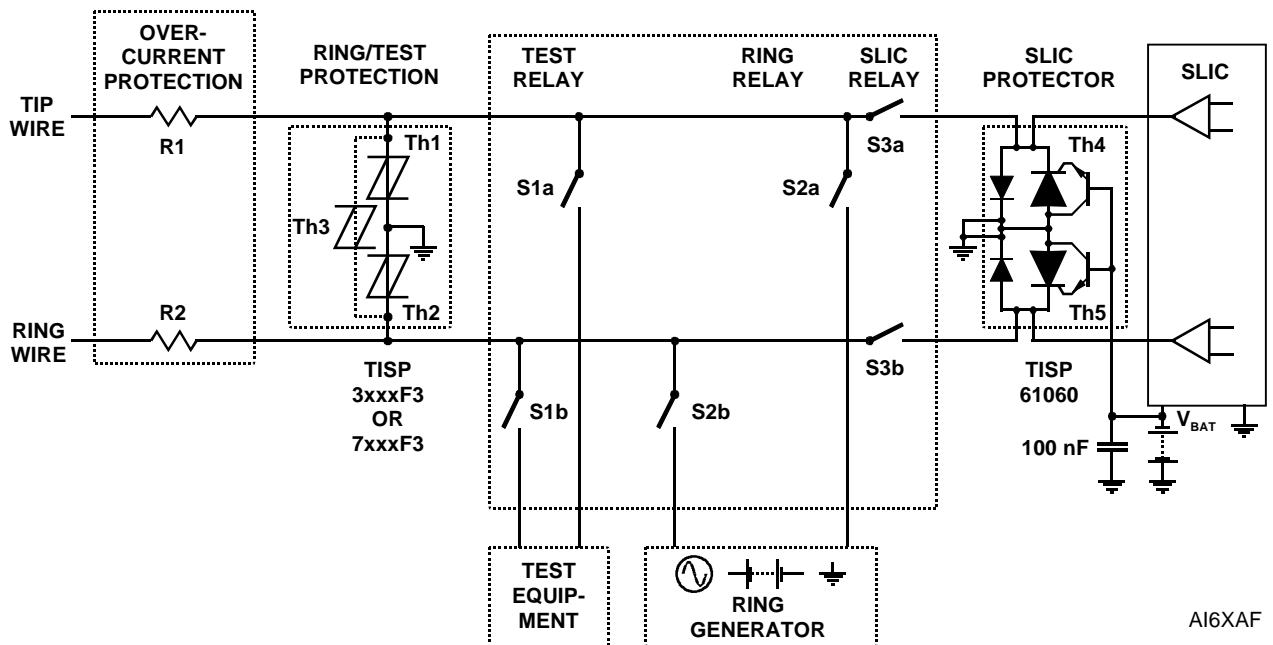 OVER-
CURRENT
PROTECTION
RING/TEST
PROTECTION
TEST
RELAY
RING
RELAY
SLIC
RELAY
SLIC
PROTECTOR
SLIC
TIP
WIRE
R1
Th1
Th3
Th2
S1a
S2a
S3a
Th4
Th5
RING
WIRE
R2
TISP
3xxxF3
OR
7xxxF3
S1b
S2b
S3b
TISP
61060
100 nF
VBAT
TEST
EQUIP-
MENT
RING
GENERATOR
AI6XAF